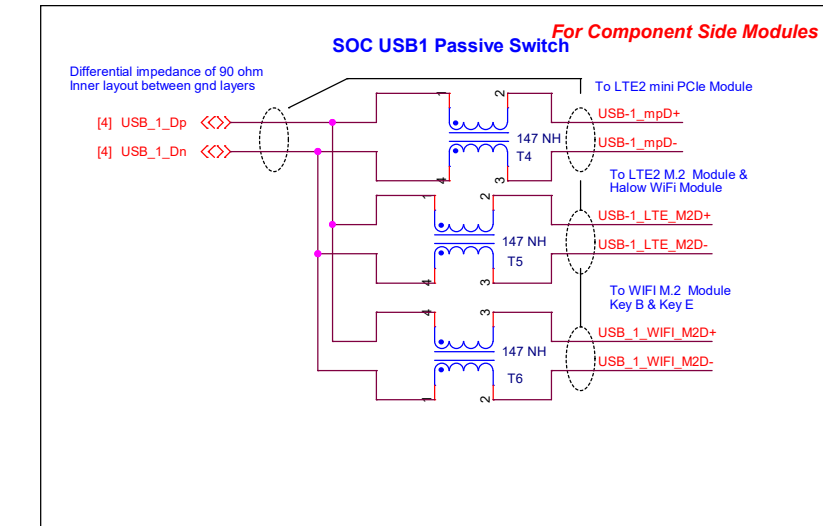 For Component Side Modules
SOC USB1 Passive Switch
Differential impedance of 90 ohm
Inner layout between gnd layers
To LTE2 mini PCIe Module
[4] USB_1_Dp
[4] USB_1_Dn
1
2
147 NH
T4
4
3
USB-1_mpD+
USB-1_mpD-
To LTE2 M.2 Module &
Halow WiFi Module
1
2
147 NH
T5
4
3
USB-1_LTE_M2D+
USB-1_LTE_M2D-
To WIFI M.2 Module
Key B & Key E
4
3
147 NH
T6
1
2
USB_1_WIFI_M2D+
USB_1_WIFI_M2D-